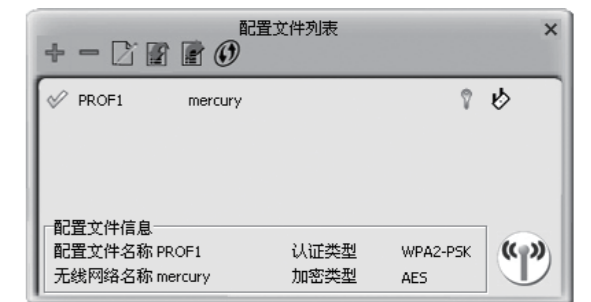 配置文件列表
PROF1 mercury
配置文件信息
配置文件名称 PROF1 认证类型 WPA2-PSK
无线网络名称 mercury 加密类型 AES